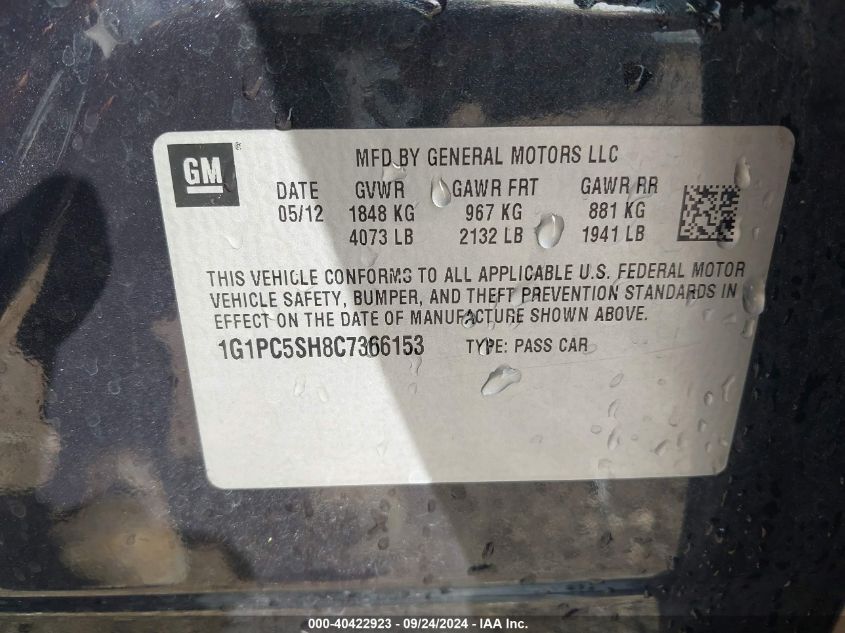 GM®
MFD BY GENERAL MOTORS LLC
DATE GVWR GAWR FRT GAWR RR
05/12 1848 KG 967 KG 881 KG
4073 LB 2132 LB 1941 LB
THIS VEHICLE CONFORMS TO ALL APPLICABLE U.S. FEDERAL MOTOR
VEHICLE SAFETY, BUMPER, AND THEFT PREVENTION STANDARDS IN
EFFECT ON THE DATE OF MANUFACTURE SHOWN ABOVE.
1G1PC5SH8C7366153 TYPE: PASS CAR
000-40422923 - 09/24/2024 - IAA Inc.